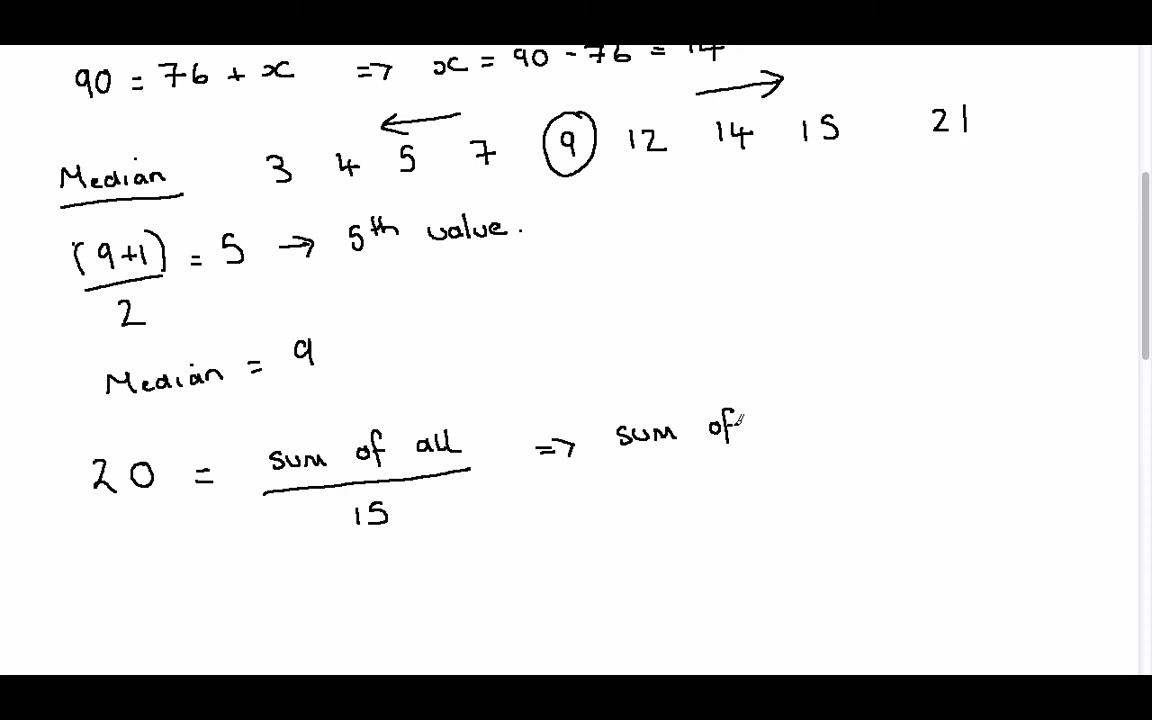 90 = 76 + x => x = 90 - 76 = 14
Median 3 4 5 7 9 12 14 15 21
(9+1) = 5 → 5th value.
2
Median = 9
20 = sum of all => sum of
15